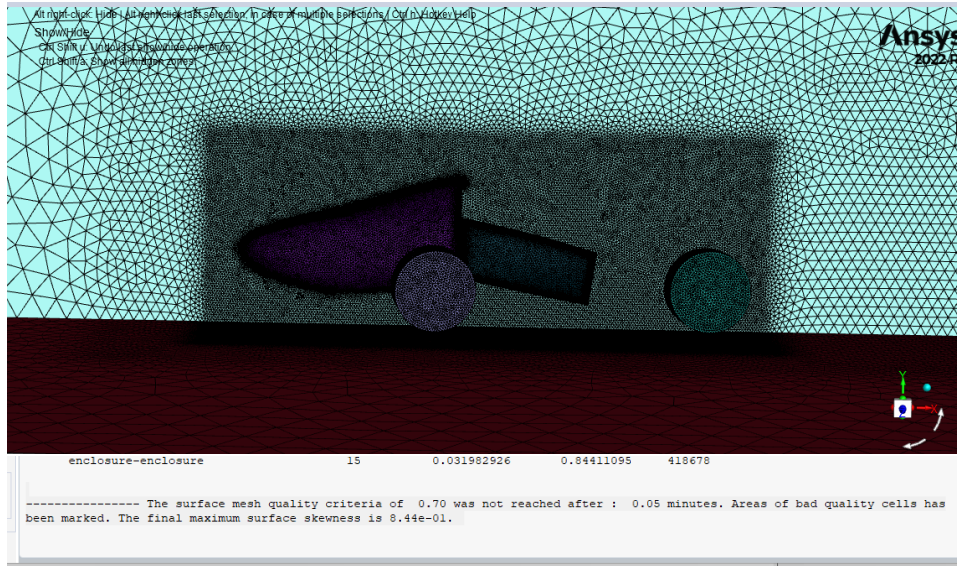 Alt right-click: Hide | Alt right-click last selection, in case of multiple selections / Ctrl h: Hotkey Help
Show/Hide
Ctrl Shift u: Undo last show/hide operation
Ctrl Shift a: Show all hidden zones
Ansys
2022 R
Y
X
enclosure-enclosure 15 0.031982926 0.84411095 418678
---------------- The surface mesh quality criteria of 0.70 was not reached after : 0.05 minutes. Areas of bad quality cells has
been marked. The final maximum surface skewness is 8.44e-01.